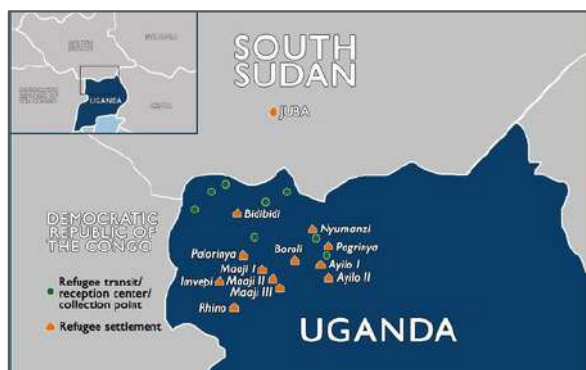 UGANDA
SOUTH
SUDAN
JUBA
DEMOCRATIC
REPUBLIC OF
THE CONGO
Bidibidi
Nyumanzi
Boroli
Pagrinya
Palorinya
Maaji I
Ayilo I
Imvepi
Maaji II
Ayilo II
Maaji III
Rhino
Refugee transit/
reception center/
collection point
Refugee settlement
UGANDA